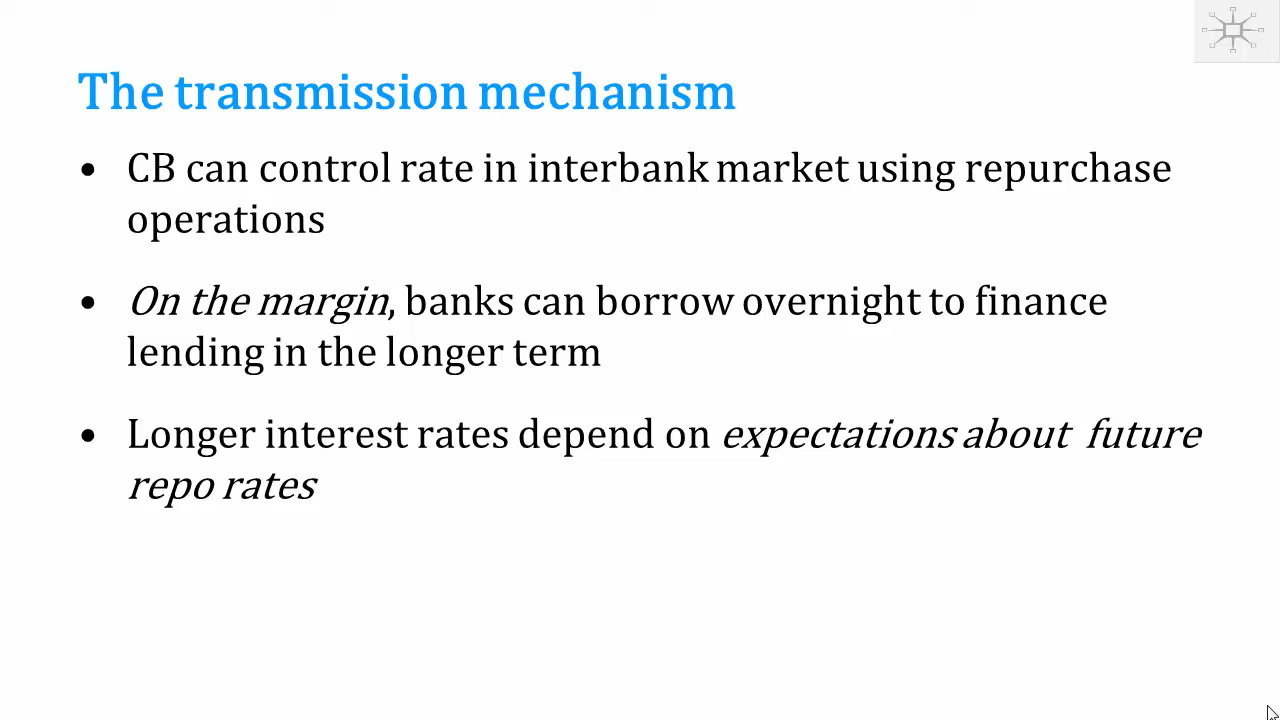 The transmission mechanism
• CB can control rate in interbank market using repurchase
operations
• On the margin, banks can borrow overnight to finance
lending in the longer term
• Longer interest rates depend on expectations about future
repo rates